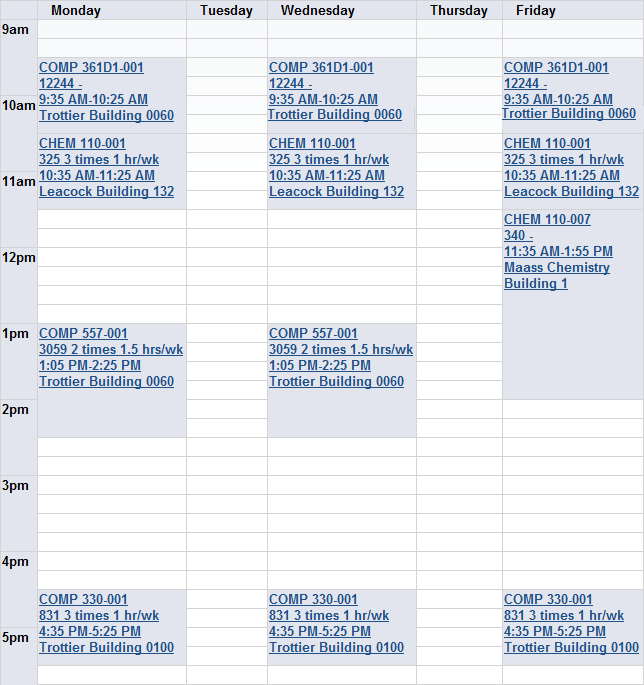 Monday Tuesday Wednesday Thursday Friday
9am
COMP 361D1-001
12244 -
9:35 AM-10:25 AM
Trottier Building 0060
COMP 361D1-001
12244 -
9:35 AM-10:25 AM
Trottier Building 0060
COMP 361D1-001
12244 -
9:35 AM-10:25 AM
Trottier Building 0060
10am
CHEM 110-001
325 3 times 1 hr/wk
10:35 AM-11:25 AM
Leacock Building 132
CHEM 110-001
325 3 times 1 hr/wk
10:35 AM-11:25 AM
Leacock Building 132
CHEM 110-001
325 3 times 1 hr/wk
10:35 AM-11:25 AM
Leacock Building 132
11am
CHEM 110-007
340 -
11:35 AM-1:55 PM
Maass Chemistry
Building 1
12pm
1pm
COMP 557-001
3059 2 times 1.5 hrs/wk
1:05 PM-2:25 PM
Trottier Building 0060
COMP 557-001
3059 2 times 1.5 hrs/wk
1:05 PM-2:25 PM
Trottier Building 0060
2pm
3pm
4pm
COMP 330-001
831 3 times 1 hr/wk
4:35 PM-5:25 PM
Trottier Building 0100
COMP 330-001
831 3 times 1 hr/wk
4:35 PM-5:25 PM
Trottier Building 0100
COMP 330-001
831 3 times 1 hr/wk
4:35 PM-5:25 PM
Trottier Building 0100
5pm